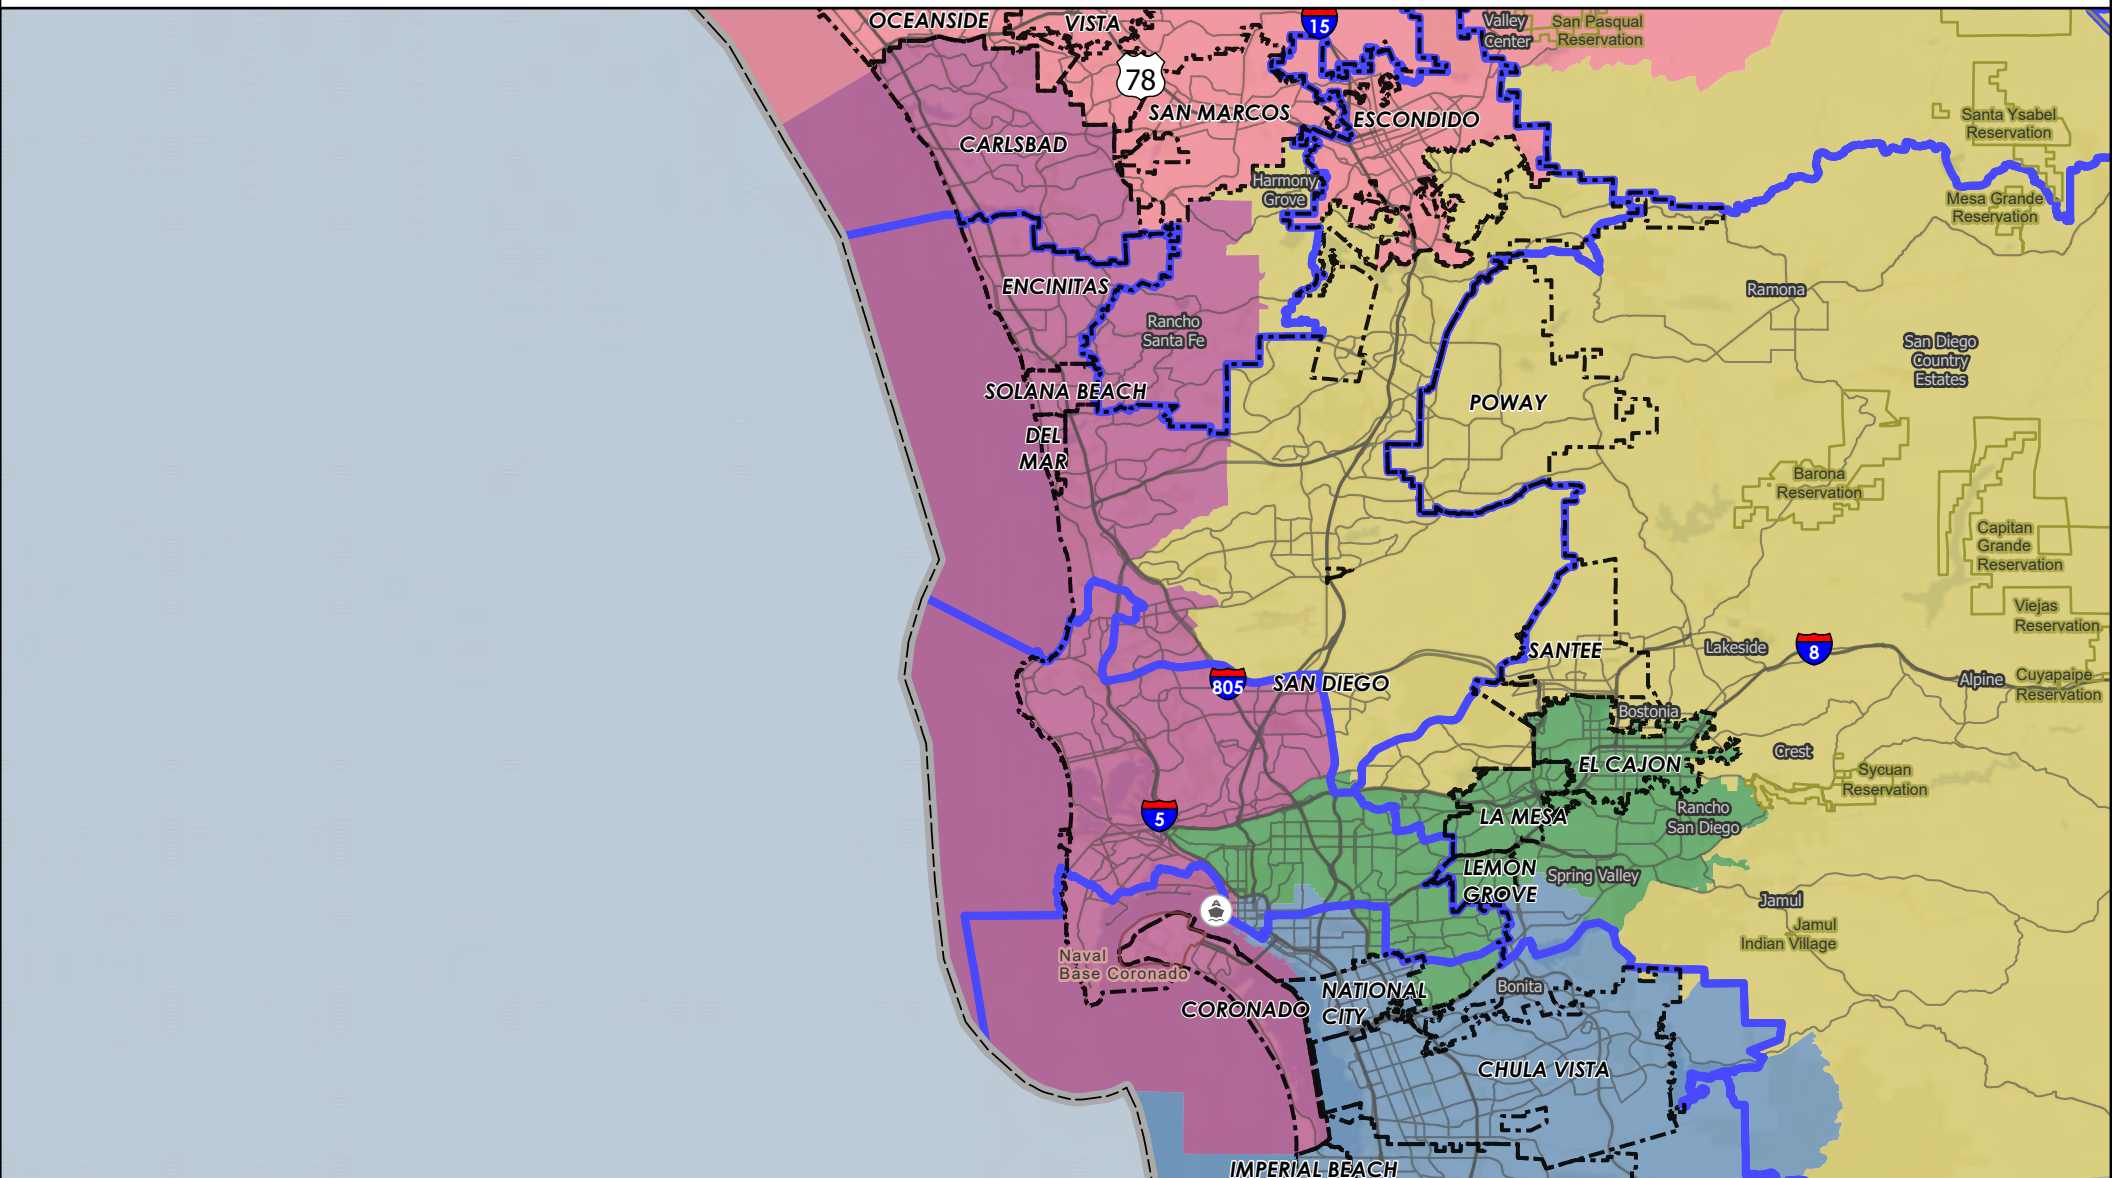 OCEANSIDE
VISTA
15
Valley
Center
San Pasqual
Reservation
78
SAN MARCOS
ESCONDIDO
Santa Ysabel
Reservation
CARLSBAD
Harmony
Grove
Mesa Grande
Reservation
ENCINITAS
Ramona
Rancho
Santa Fe
San Diego
Country
Estates
SOLANA BEACH
POWAY
DEL
MAR
Barona
Reservation
Capitan
Grande
Reservation
Viejas
Reservation
SANTEE
Lakeside
8
805
SAN DIEGO
Alpine
Cuyapaipe
Reservation
Bostonia
EL CAJON
Crest
Sycuan
Reservation
5
LA MESA
Rancho
San Diego
LEMON
GROVE
Spring Valley
Jamul
Jamul
Indian Village
Naval
Base Coronado
CORONADO
NATIONAL
CITY
Bonita
CHULA VISTA
IMPERIAL BEACH